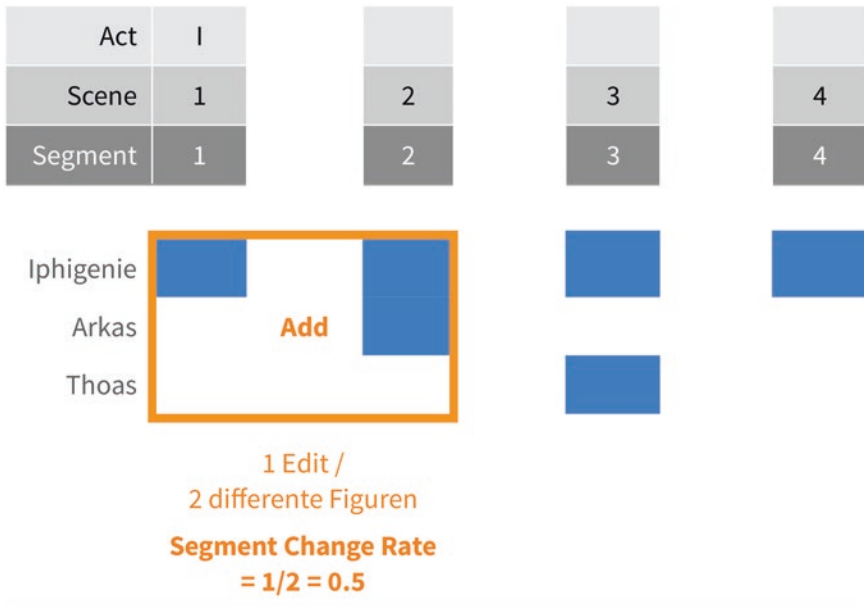 Act I
Scene 1 2 3 4
Segment 1 2 3 4
Iphigenie
Arkas Add
Thoas
1 Edit /
2 differente Figuren
Segment Change Rate
= 1/2 = 0.5